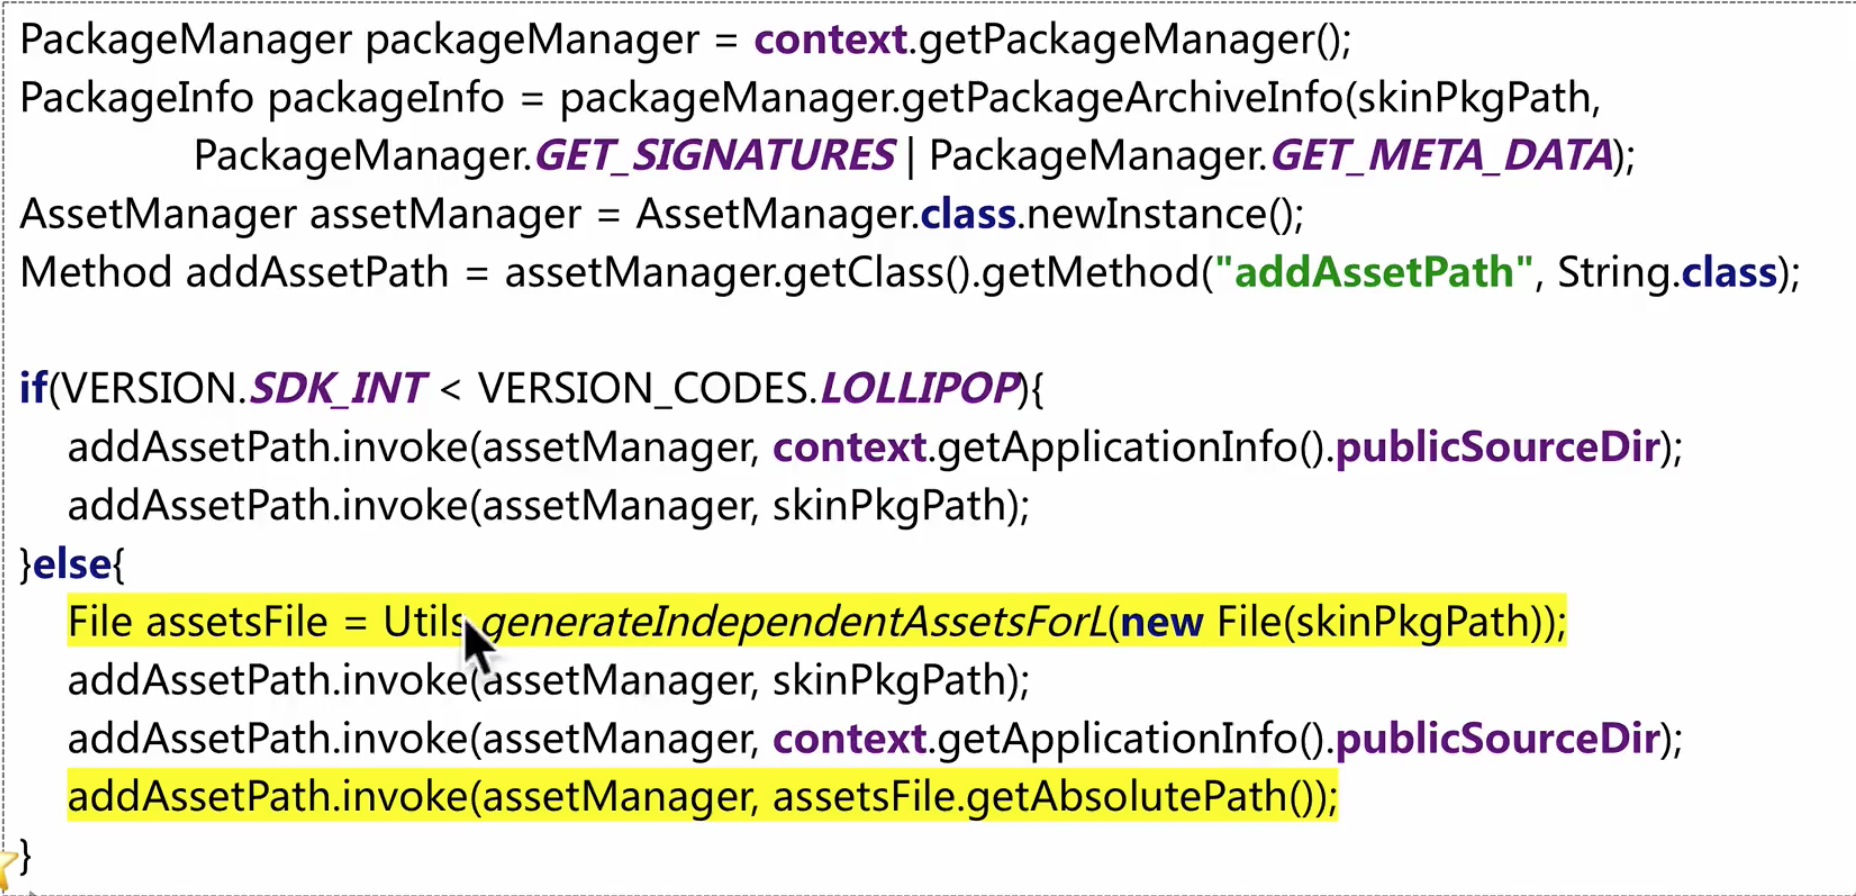 PackageManager packageManager = context.getPackageManager();
PackageInfo packageInfo = packageManager.getPackageArchiveInfo(skinPkgPath,
PackageManager.GET_SIGNATURES | PackageManager.GET_META_DATA);
AssetManager assetManager = AssetManager.class.newInstance();
Method addAssetPath = assetManager.getClass().getMethod("addAssetPath", String.class);
if(VERSION.SDK_INT < VERSION_CODES.LOLLIPOP){
addAssetPath.invoke(assetManager, context.getApplicationInfo().publicSourceDir);
addAssetPath.invoke(assetManager, skinPkgPath);
}else{
File assetsFile = Utils.generateIndependentAssetsForL(new File(skinPkgPath));
addAssetPath.invoke(assetManager, skinPkgPath);
addAssetPath.invoke(assetManager, context.getApplicationInfo().publicSourceDir);
addAssetPath.invoke(assetManager, assetsFile.getAbsolutePath());
}